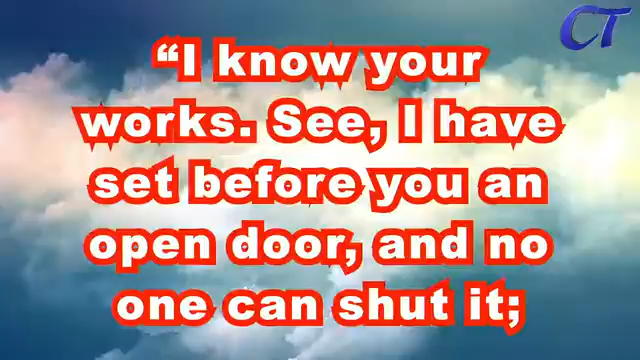 CT
“I know your
works. See, I have
set before you an
open door, and no
one can shut it;